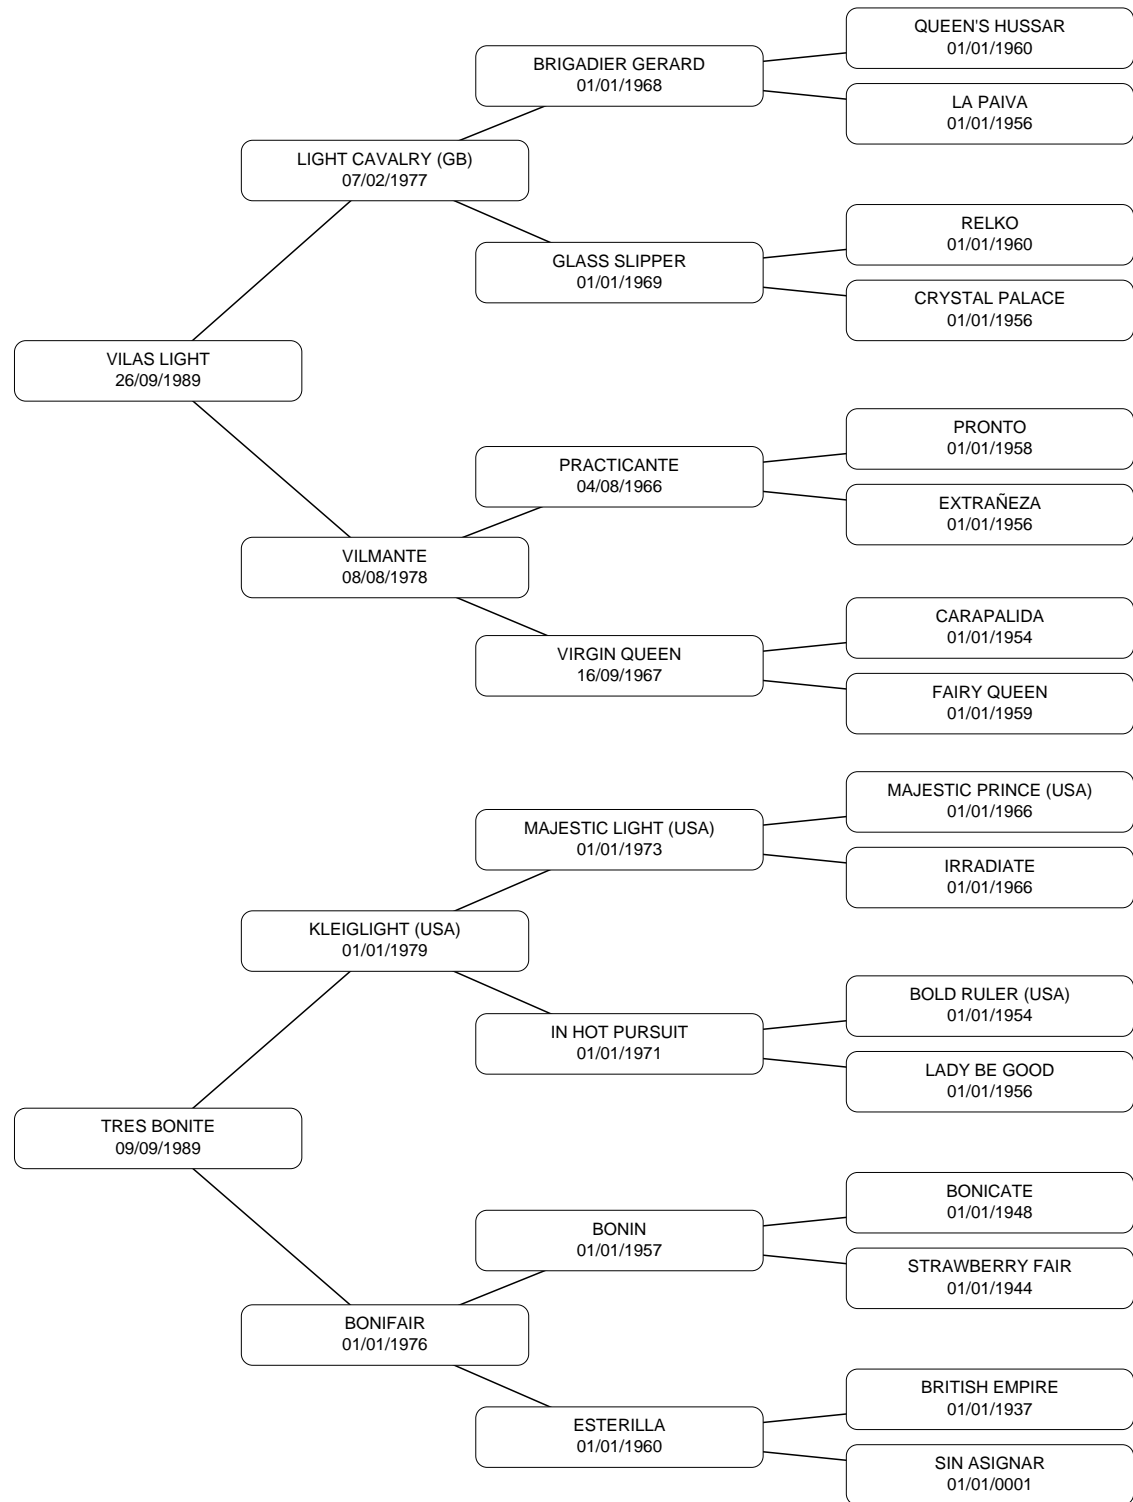 QUEEN'S HUSSAR
01/01/1960
BRIGADIER GERARD
01/01/1968
LA PAIVA
01/01/1956
LIGHT CAVALRY (GB)
07/02/1977
RELKO
01/01/1960
GLASS SLIPPER
01/01/1969
CRYSTAL PALACE
01/01/1956
VILAS LIGHT
26/09/1989
PRONTO
01/01/1958
PRACTICANTE
04/08/1966
EXTRAÑEZA
01/01/1956
VILMANTE
08/08/1978
CARAPALIDA
01/01/1954
VIRGIN QUEEN
16/09/1967
FAIRY QUEEN
01/01/1959
MAJESTIC PRINCE (USA)
01/01/1966
MAJESTIC LIGHT (USA)
01/01/1973
IRRADIATE
01/01/1966
KLEIGLIGHT (USA)
01/01/1979
BOLD RULER (USA)
01/01/1954
IN HOT PURSUIT
01/01/1971
LADY BE GOOD
01/01/1956
TRES BONITE
09/09/1989
BONICATE
01/01/1948
BONIN
01/01/1957
STRAWBERRY FAIR
01/01/1944
BONIFAIR
01/01/1976
BRITISH EMPIRE
01/01/1937
ESTERILLA
01/01/1960
SIN ASIGNAR
01/01/0001